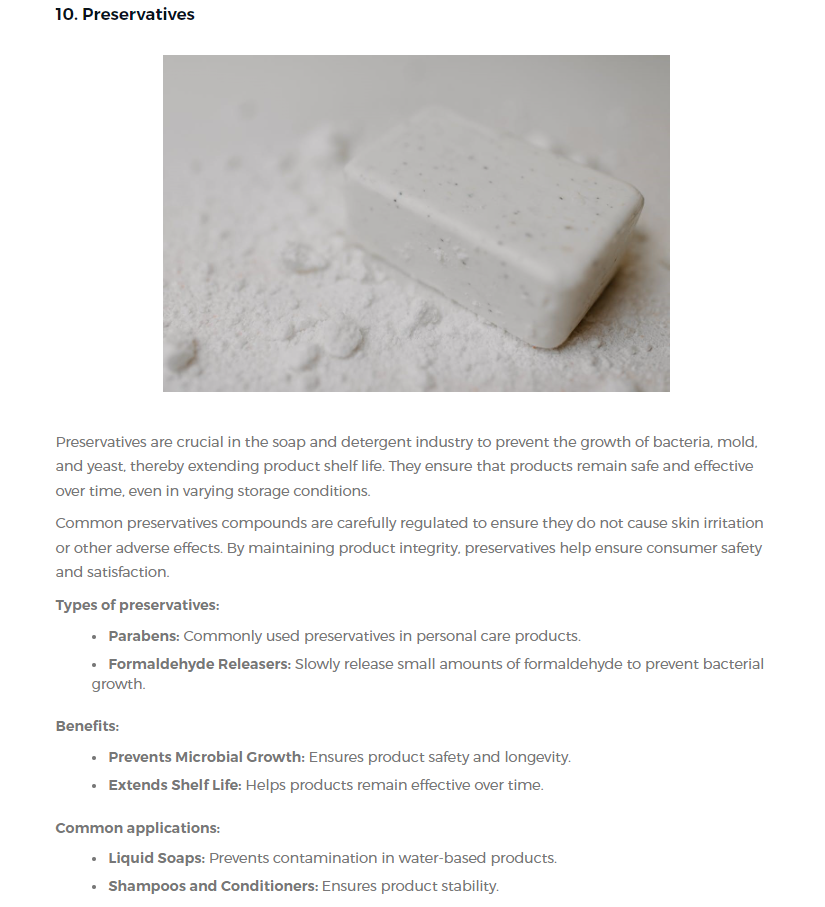 10. Preservatives
Preservatives are crucial in the soap and detergent industry to prevent the growth of bacteria, mold,
and yeast, thereby extending product shelf life. They ensure that products remain safe and effective
over time, even in varying storage conditions.
Common preservatives compounds are carefully regulated to ensure they do not cause skin irritation
or other adverse effects. By maintaining product integrity, preservatives help ensure consumer safety
and satisfaction.
Types of preservatives:
• Parabens: Commonly used preservatives in personal care products.
• Formaldehyde Releasers: Slowly release small amounts of formaldehyde to prevent bacterial
growth.
Benefits:
• Prevents Microbial Growth: Ensures product safety and longevity.
• Extends Shelf Life: Helps products remain effective over time.
Common applications:
• Liquid Soaps: Prevents contamination in water-based products.
• Shampoos and Conditioners: Ensures product stability.